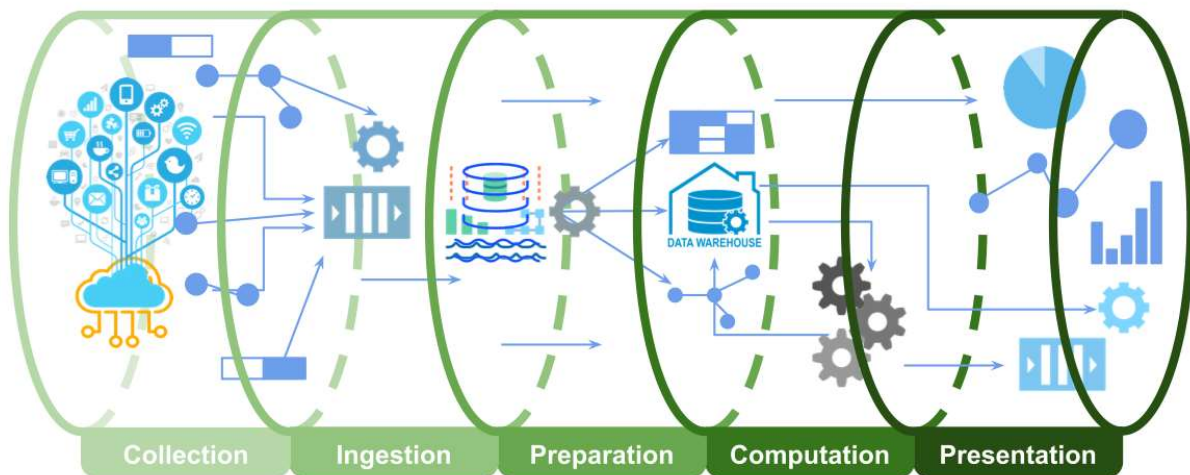 DATA WAREHOUSE
Collection
Ingestion
Preparation
Computation
Presentation